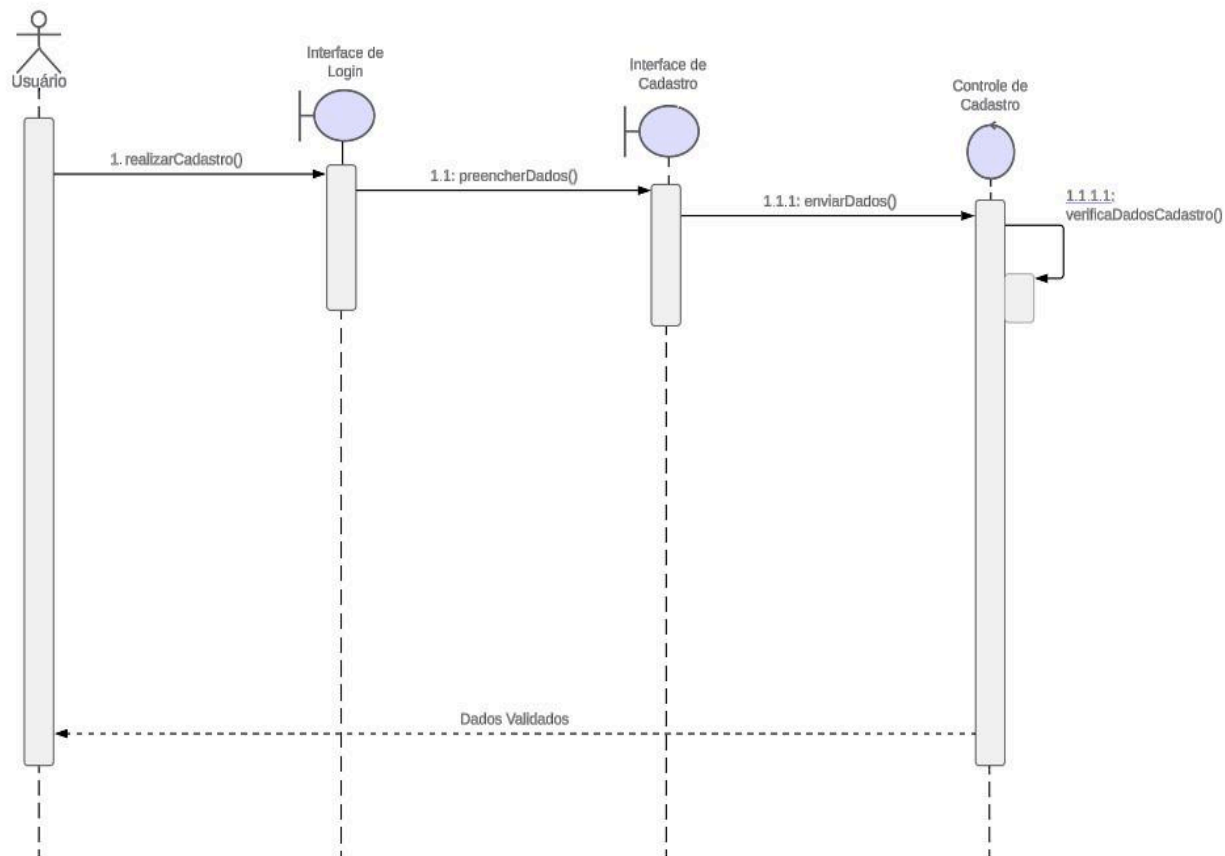 Usuário
Interface de
Login
Interface de
Cadastro
Controle de
Cadastro
1. realizarCadastro()
1.1: preencherDados()
1.1.1: enviarDados()
1.1.1.1:
verificaDadosCadastro()
Dados Validados